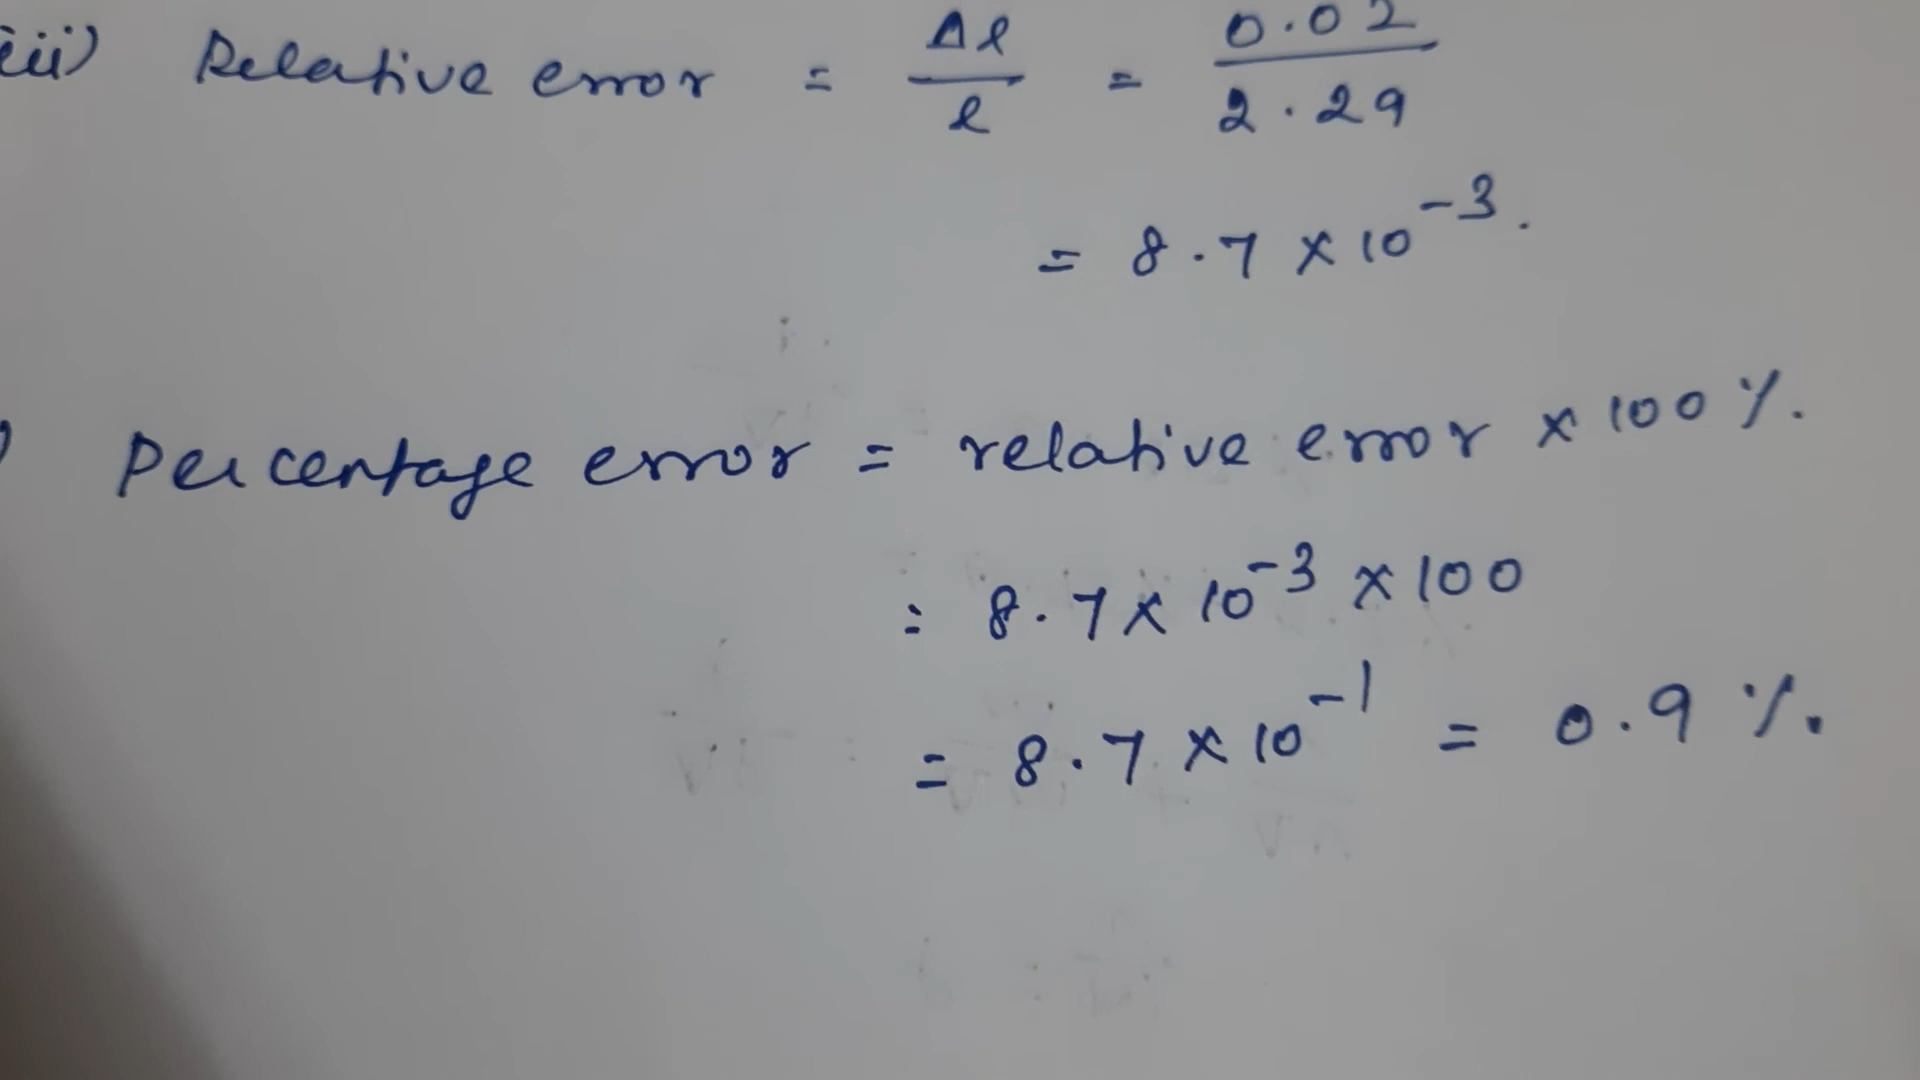 iii) Relative error = Δl/l = 0.02/2.29
= 8.7 × 10⁻³.
) Percentage error = relative error × 100 %.
= 8.7 × 10⁻³ × 100
= 8.7 × 10⁻¹ = 0.9 %.